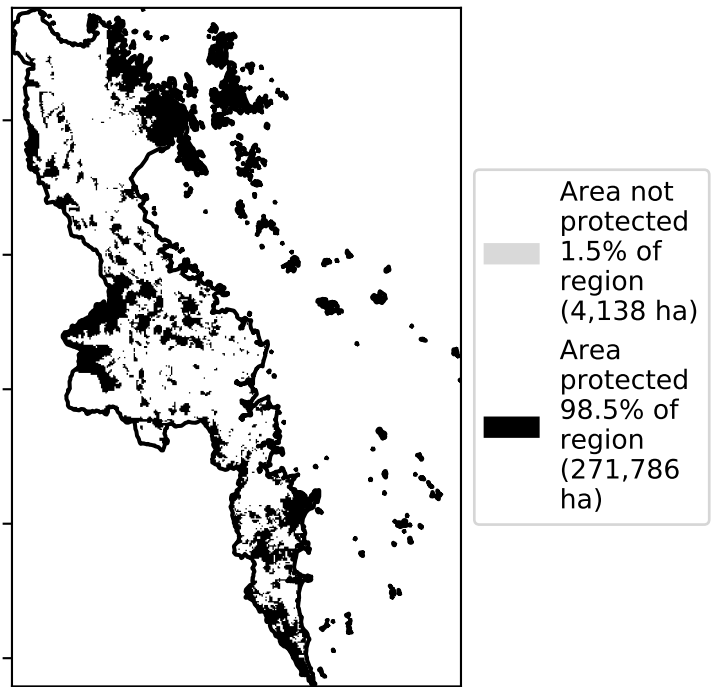 Area not
protected
1.5% of
region
(4,138 ha)
Area
protected
98.5% of
region
(271,786
ha)